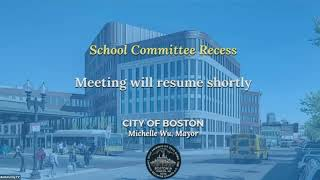 School Committee Recess
Meeting will resume shortly
CITY OF BOSTON
Michelle Wu, Mayor